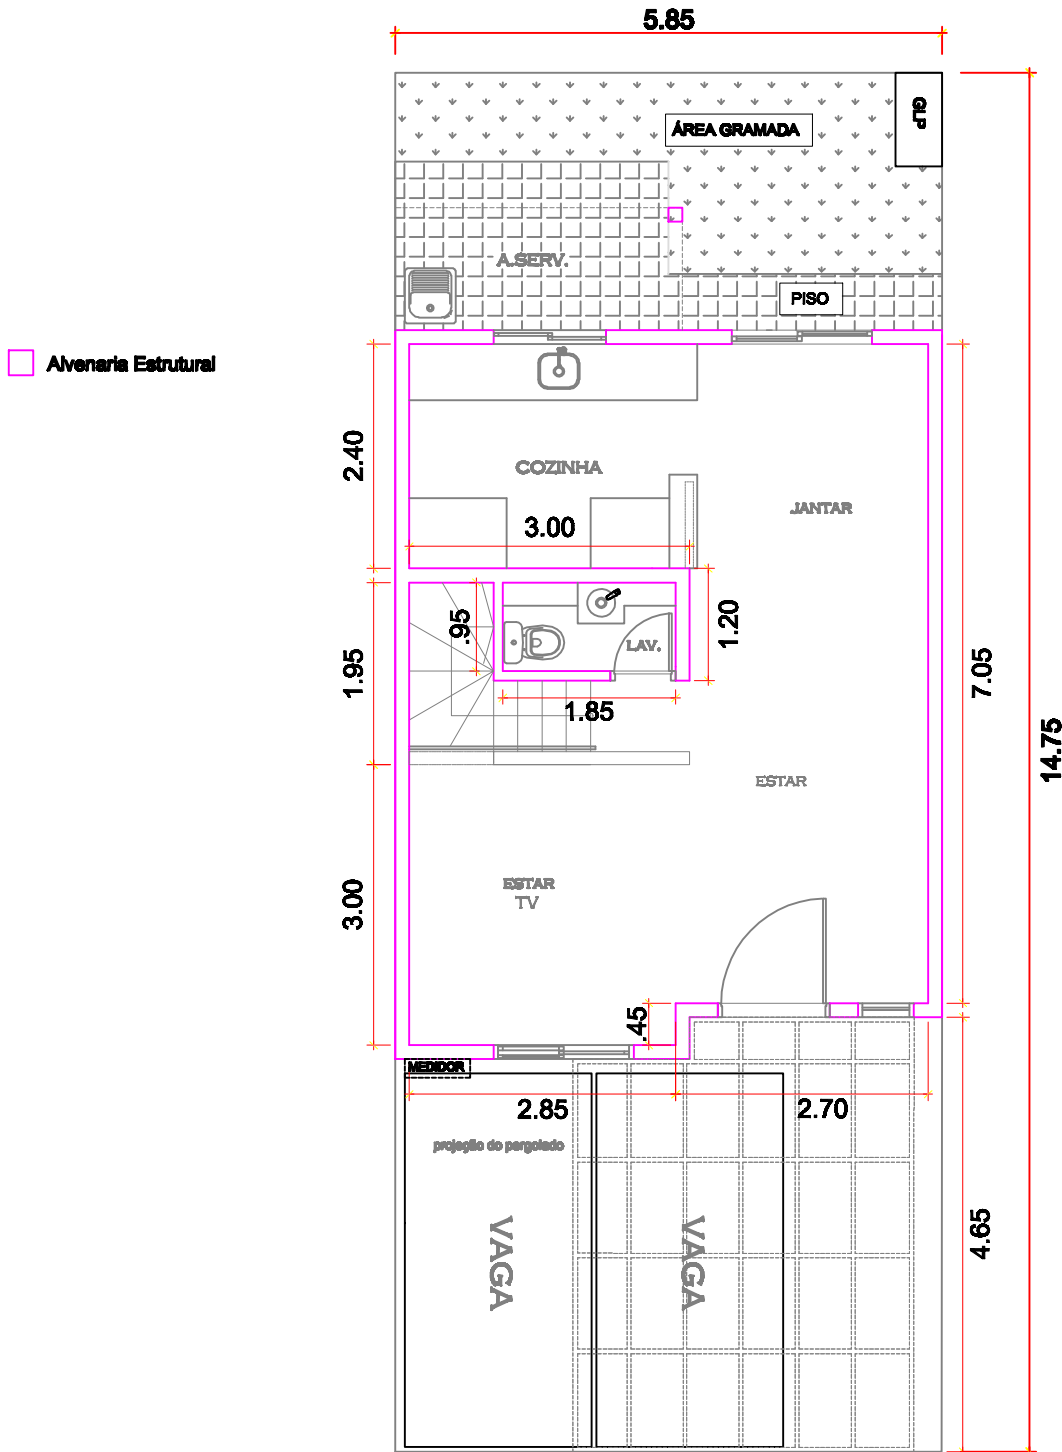 5.85
GLP
ÁREA GRAMADA
A.SERV.
PISO
Alvenaria Estrutural
2.40
COZINHA
JANTAR
3.00
.95
1.20
LAV.
1.95
7.05
1.85
14.75
ESTAR
3.00
ESTAR
TV
.45
MEDIDOR
2.85
2.70
projeção do pergolado
VAGA
VAGA
4.65